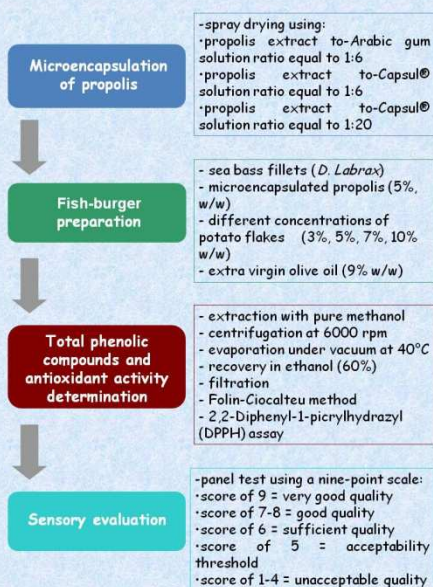 Microencapsulation
of propolis
-spray drying using:
•propolis extract to-Arabic gum
solution ratio equal to 1:6
•propolis extract to-Capsul®
solution ratio equal to 1:6
•propolis extract to-Capsul®
solution ratio equal to 1:20
Fish-burger
preparation
- sea bass fillets (D. Labrax)
- microencapsulated propolis (5%,
w/w)
- different concentrations of
potato flakes (3%, 5%, 7%, 10%
w/w)
- extra virgin olive oil (9% w/w)
Total phenolic
compounds and
antioxidant activity
determination
- extraction with pure methanol
- centrifugation at 6000 rpm
- evaporation under vacuum at 40°C
- recovery in ethanol (60%)
- filtration
- Folin-Ciocalteu method
- 2,2-Diphenyl-1-picrylhydrazyl
(DPPH) assay
Sensory evaluation
-panel test using a nine-point scale:
•score of 9 = very good quality
•score of 7-8 = good quality
•score of 6 = sufficient quality
•score of 5 = acceptability
threshold
•score of 1-4 = unacceptable quality